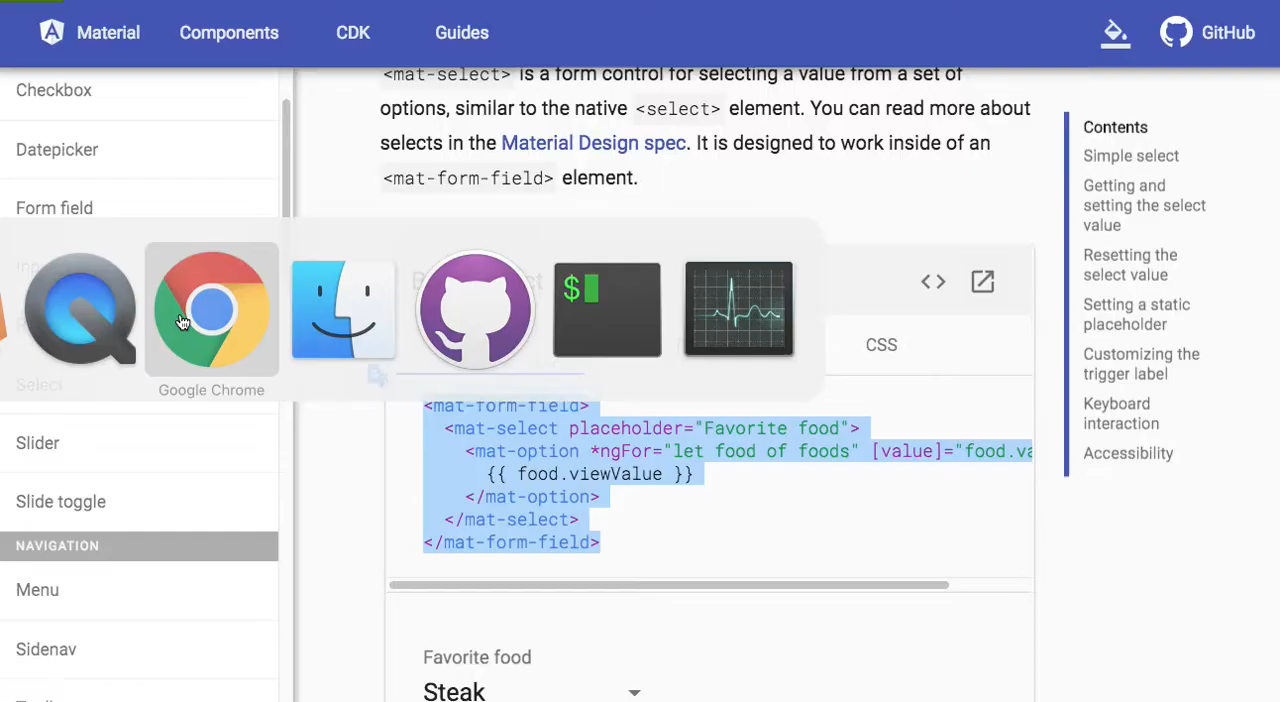 Material
Components
CDK
Guides
GitHub
Checkbox
Datepicker
Form field
Select
Slider
Slide toggle
NAVIGATION
Menu
Sidenav
<mat-select> is a form control for selecting a value from a set of
options, similar to the native <select> element. You can read more about
selects in the Material Design spec. It is designed to work inside of an
<mat-form-field> element.
$
Google Chrome
CSS
<mat-form-field>
<mat-select placeholder="Favorite food">
<mat-option *ngFor="let food of foods" [value]="food.va
{{ food.viewValue }}
</mat-option>
</mat-select>
</mat-form-field>
Favorite food
Steak
Contents
Simple select
Getting and
setting the select
value
Resetting the
select value
Setting a static
placeholder
Customizing the
trigger label
Keyboard
interaction
Accessibility